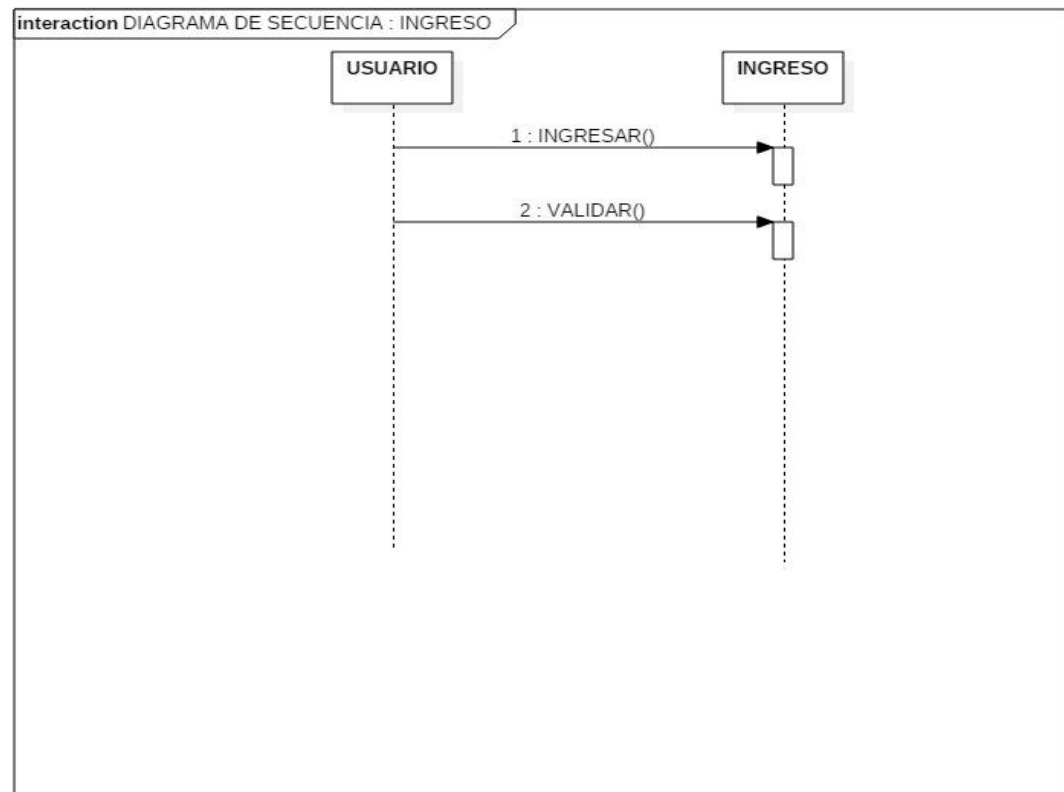 interaction DIAGRAMA DE SECUENCIA : INGRESO
USUARIO
INGRESO
1 : INGRESAR()
2 : VALIDAR()